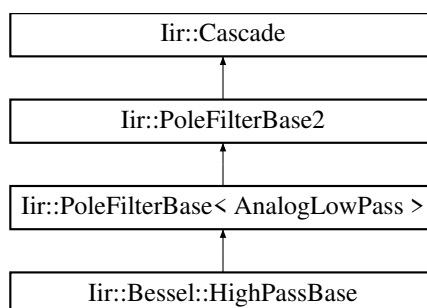 Iir::Cascade
Iir::PoleFilterBase2
Iir::PoleFilterBase< AnalogLowPass >
Iir::Bessel::HighPassBase